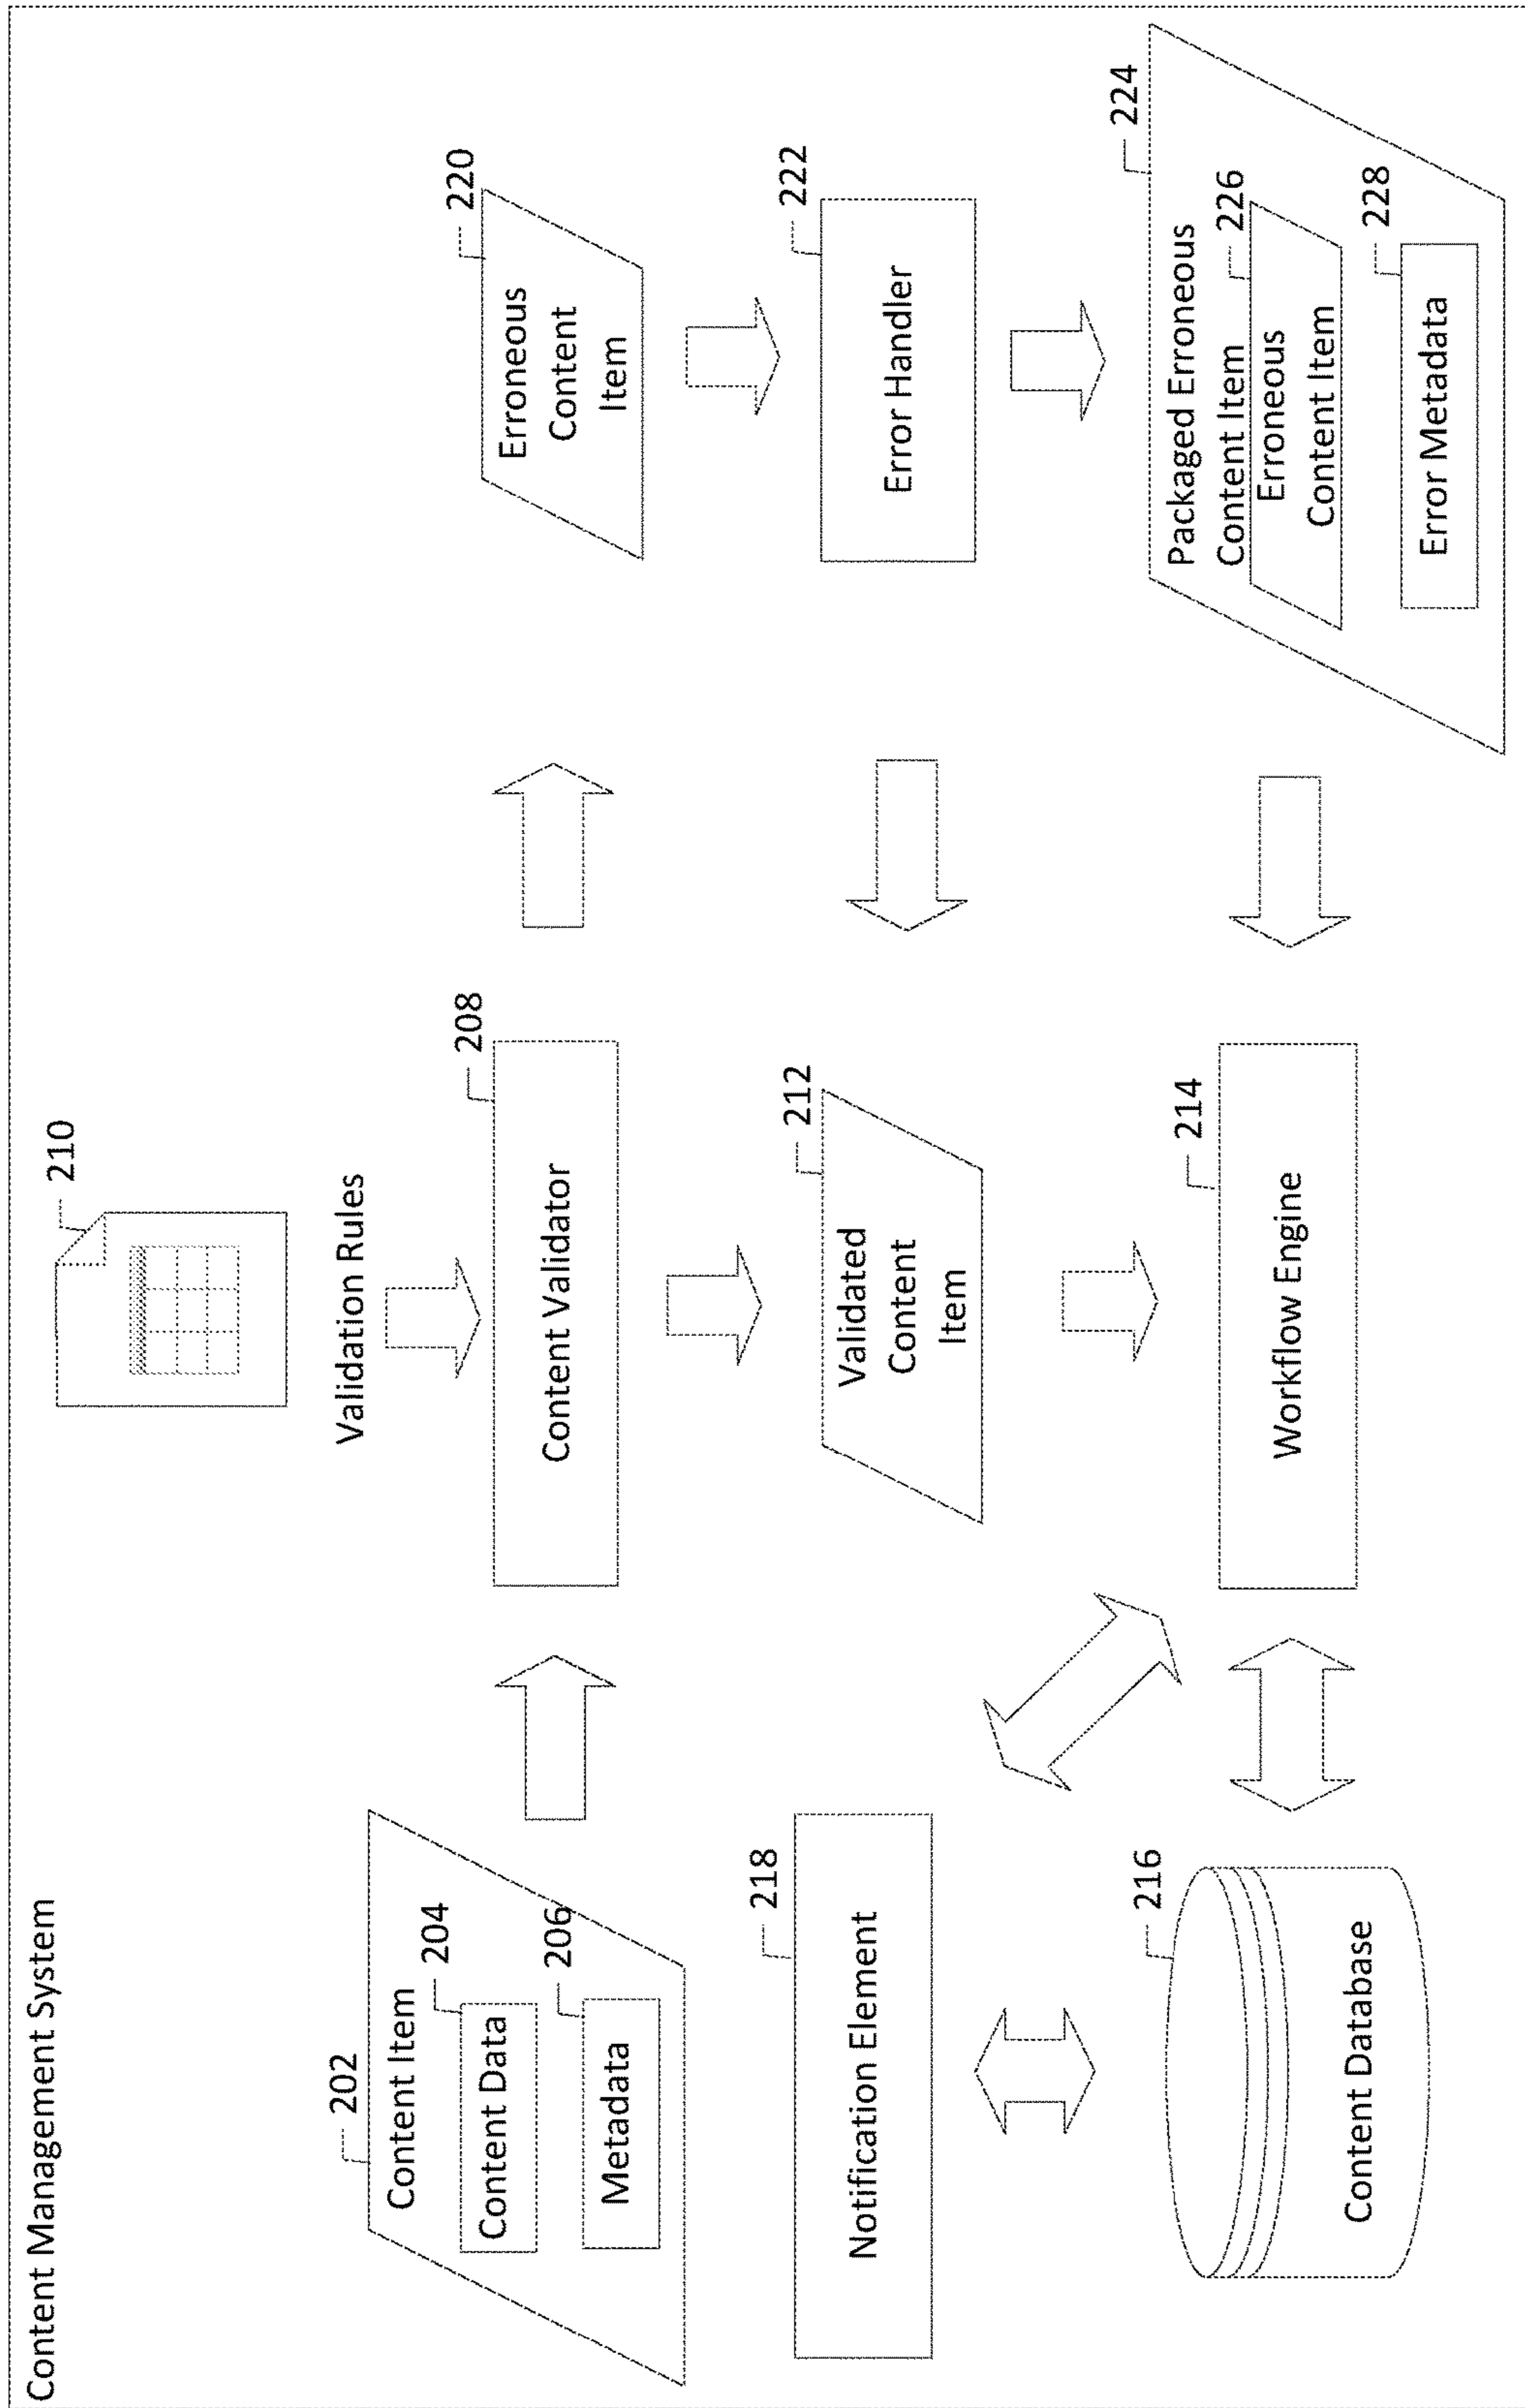 Content Management System
210
Validation Rules
202
Content Item
204
Content Data
206
Metadata
208
Content Validator
220
Erroneous
Content
Item
218
Notification Element
212
Validated
Content
Item
222
Error Handler
216
Content Database
214
Workflow Engine
224
Packaged Erroneous
Content Item
226
Erroneous
Content Item
228
Error Metadata